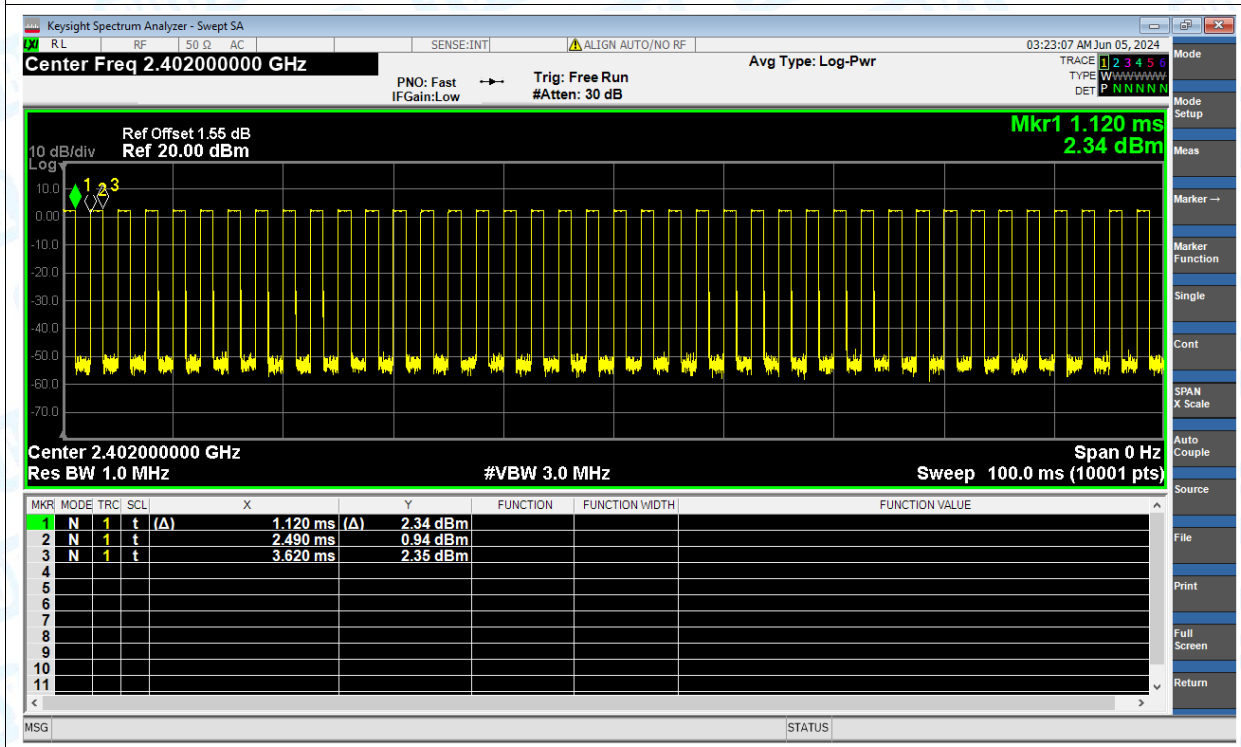 Keysight Spectrum Analyzer - Swept SA
LXI RL RF 50 Ω AC SENSE:INT ALIGN AUTO/NO RF 03:23:07 AM Jun 05, 2024
Center Freq 2.402000000 GHz
PNO: Fast
IFGain:Low
Trig: Free Run
#Atten: 30 dB
Avg Type: Log-Pwr
TRACE 1 2 3 4 5 6
TYPE WWWWWW
DET P N N N N N
Ref Offset 1.55 dB
10 dB/div Ref 20.00 dBm
Log
Mkr1 1.120 ms
2.34 dBm
1 2 3
10.0
0.00
-10.0
-20.0
-30.0
-40.0
-50.0
-60.0
-70.0
Center 2.402000000 GHz Span 0 Hz
Res BW 1.0 MHz #VBW 3.0 MHz Sweep 100.0 ms (10001 pts)
MKR MODE TRC SCL X Y FUNCTION FUNCTION WIDTH FUNCTION VALUE
1 N 1 t (Δ) 1.120 ms (Δ) 2.34 dBm
2 N 1 t 2.490 ms 0.94 dBm
3 N 1 t 3.620 ms 2.35 dBm
4
5
6
7
8
9
10
11
MSG STATUS
Mode
Mode
Setup
Meas
Marker →
Marker
Function
Single
Cont
SPAN
X Scale
Auto
Couple
Source
File
Print
Full
Screen
Return